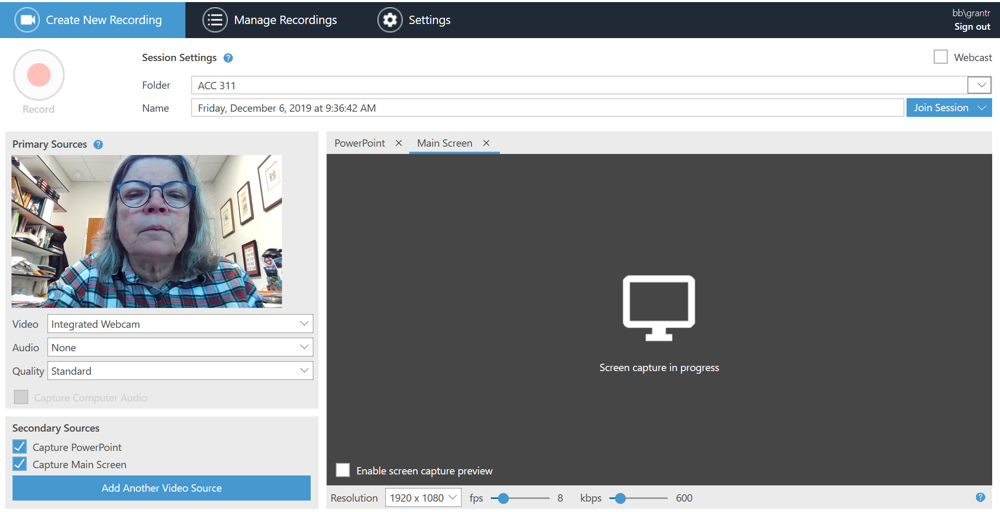 Create New Recording
Manage Recordings
Settings
bb\grantr
Sign out
Record
Session Settings ?
Webcast
Folder
ACC 311
Name
Friday, December 6, 2019 at 9:36:42 AM
Join Session
Primary Sources ?
Video
Integrated Webcam
Audio
None
Quality
Standard
Capture Computer Audio
Secondary Sources
Capture PowerPoint
Capture Main Screen
Add Another Video Source
PowerPoint
Main Screen
Screen capture in progress
Enable screen capture preview
Resolution
1920 x 1080
fps
8
kbps
600
?